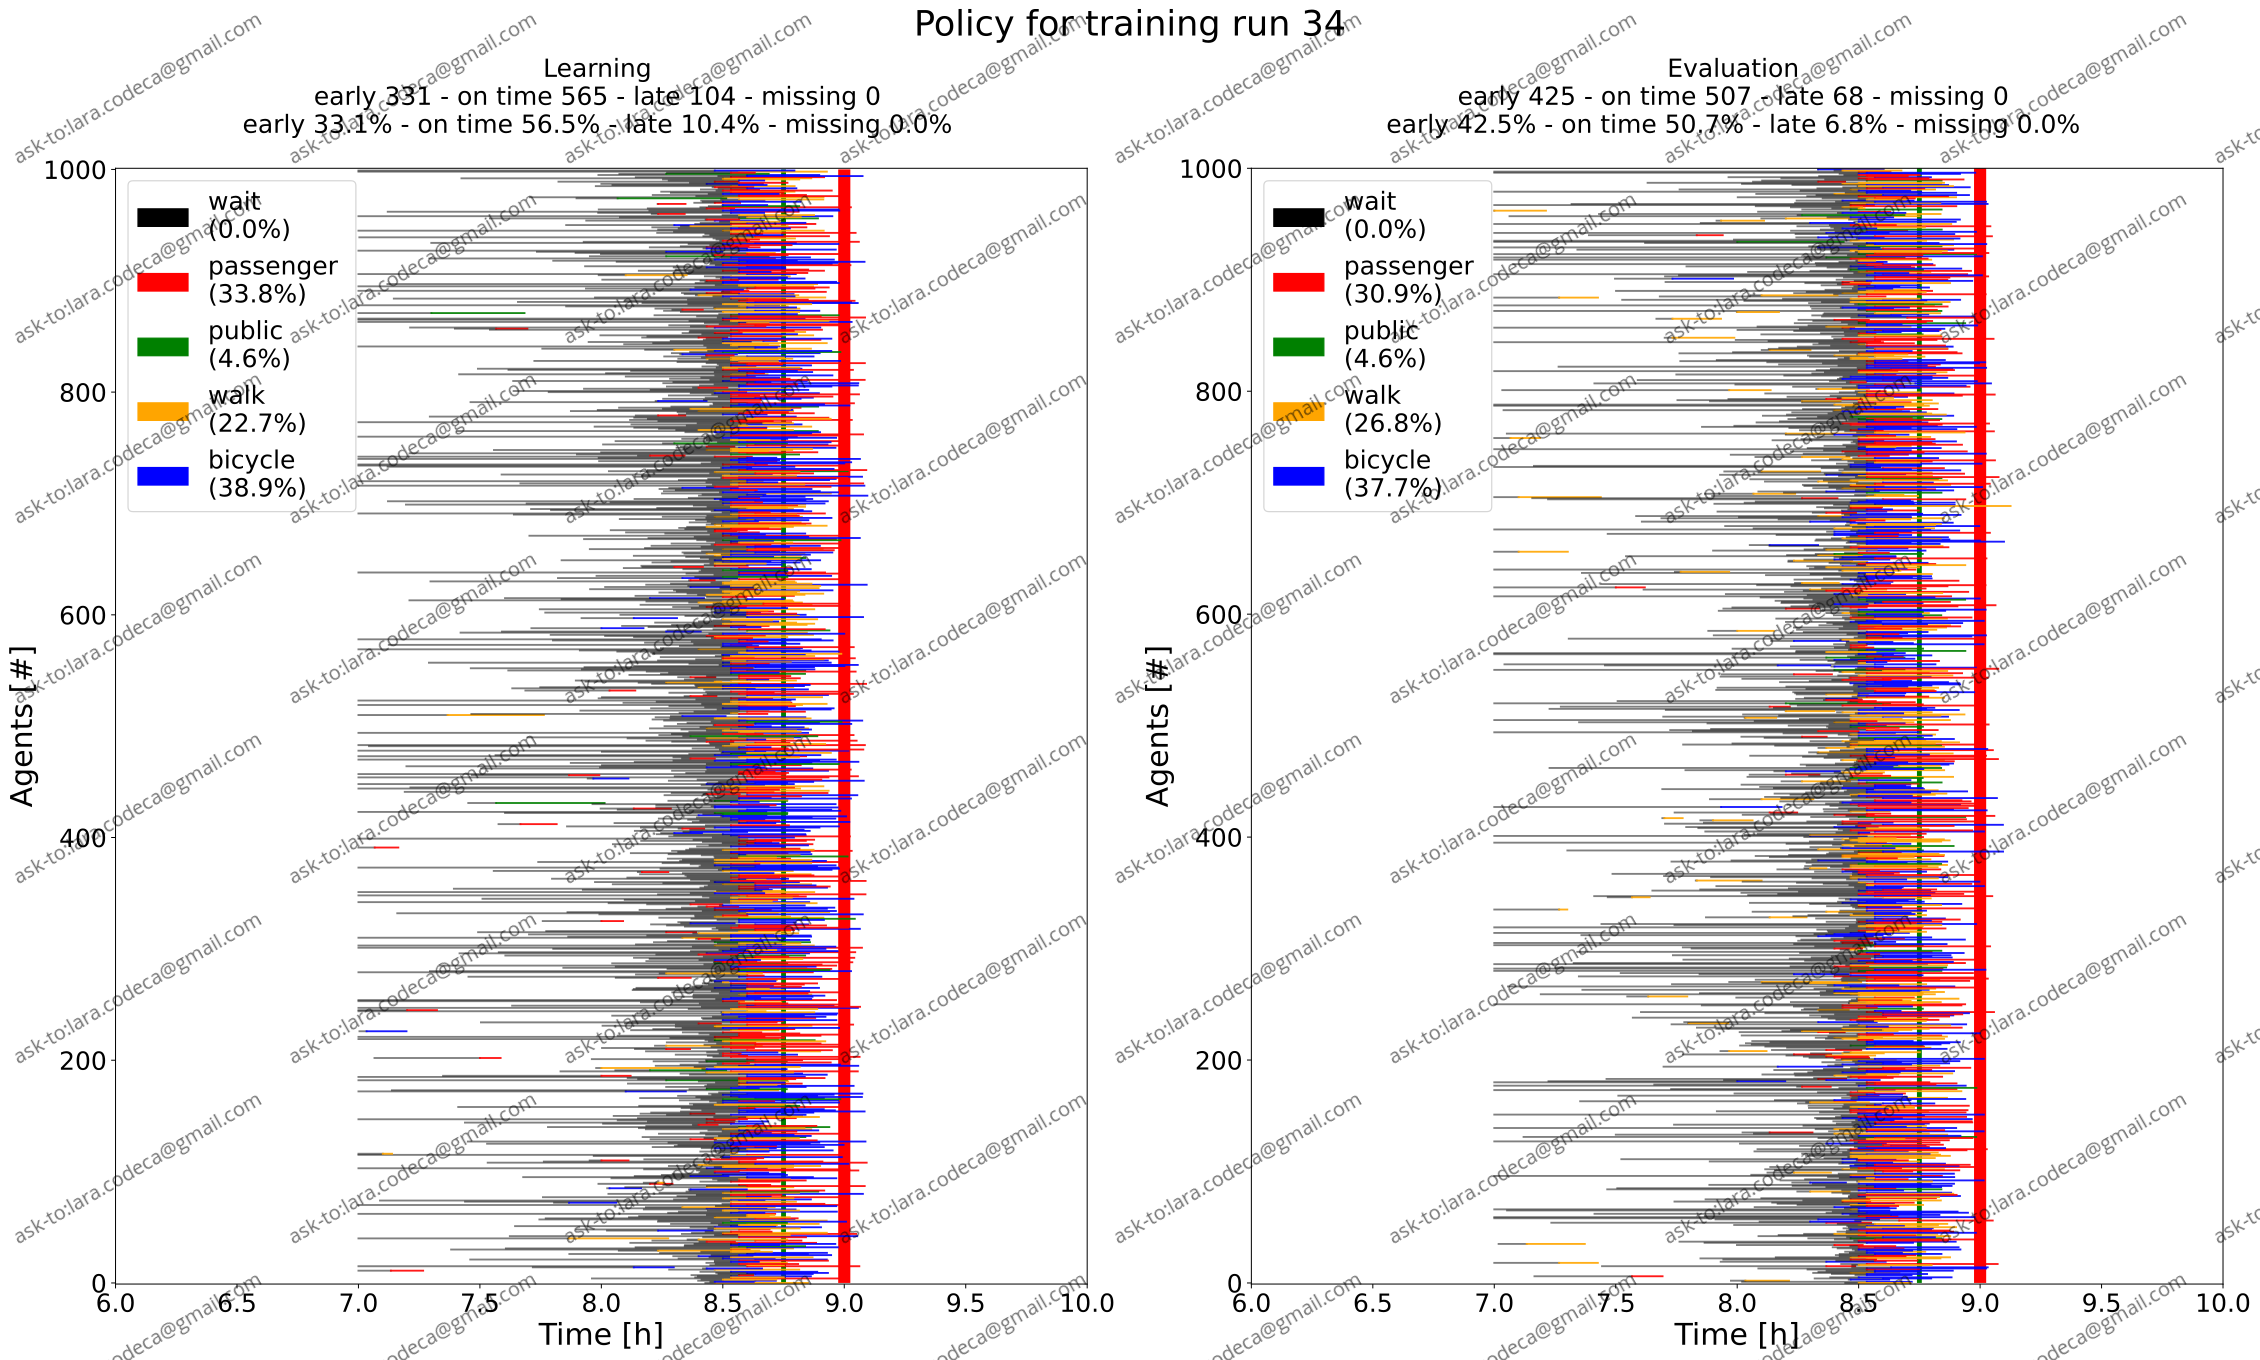 Policy for training run 34
Learning
early 331 - on time 565 - late 104 - missing 0
early 33.1% - on time 56.5% - late 10.4% - missing 0.0%
1000
800
600
400
200
0
Agents [#]
wait
(0.0%)
passenger
(33.8%)
public
(4.6%)
walk
(22.7%)
bicycle
(38.9%)
6.0 6.5 7.0 7.5 8.0 8.5 9.0 9.5 10.0
Time [h]
Evaluation
early 425 - on time 507 - late 68 - missing 0
early 42.5% - on time 50.7% - late 6.8% - missing 0.0%
1000
800
600
400
200
0
Agents [#]
wait
(0.0%)
passenger
(30.9%)
public
(4.6%)
walk
(26.8%)
bicycle
(37.7%)
6.0 6.5 7.0 7.5 8.0 8.5 9.0 9.5 10.0
Time [h]
ask-to:lara.codeca@gmail.com